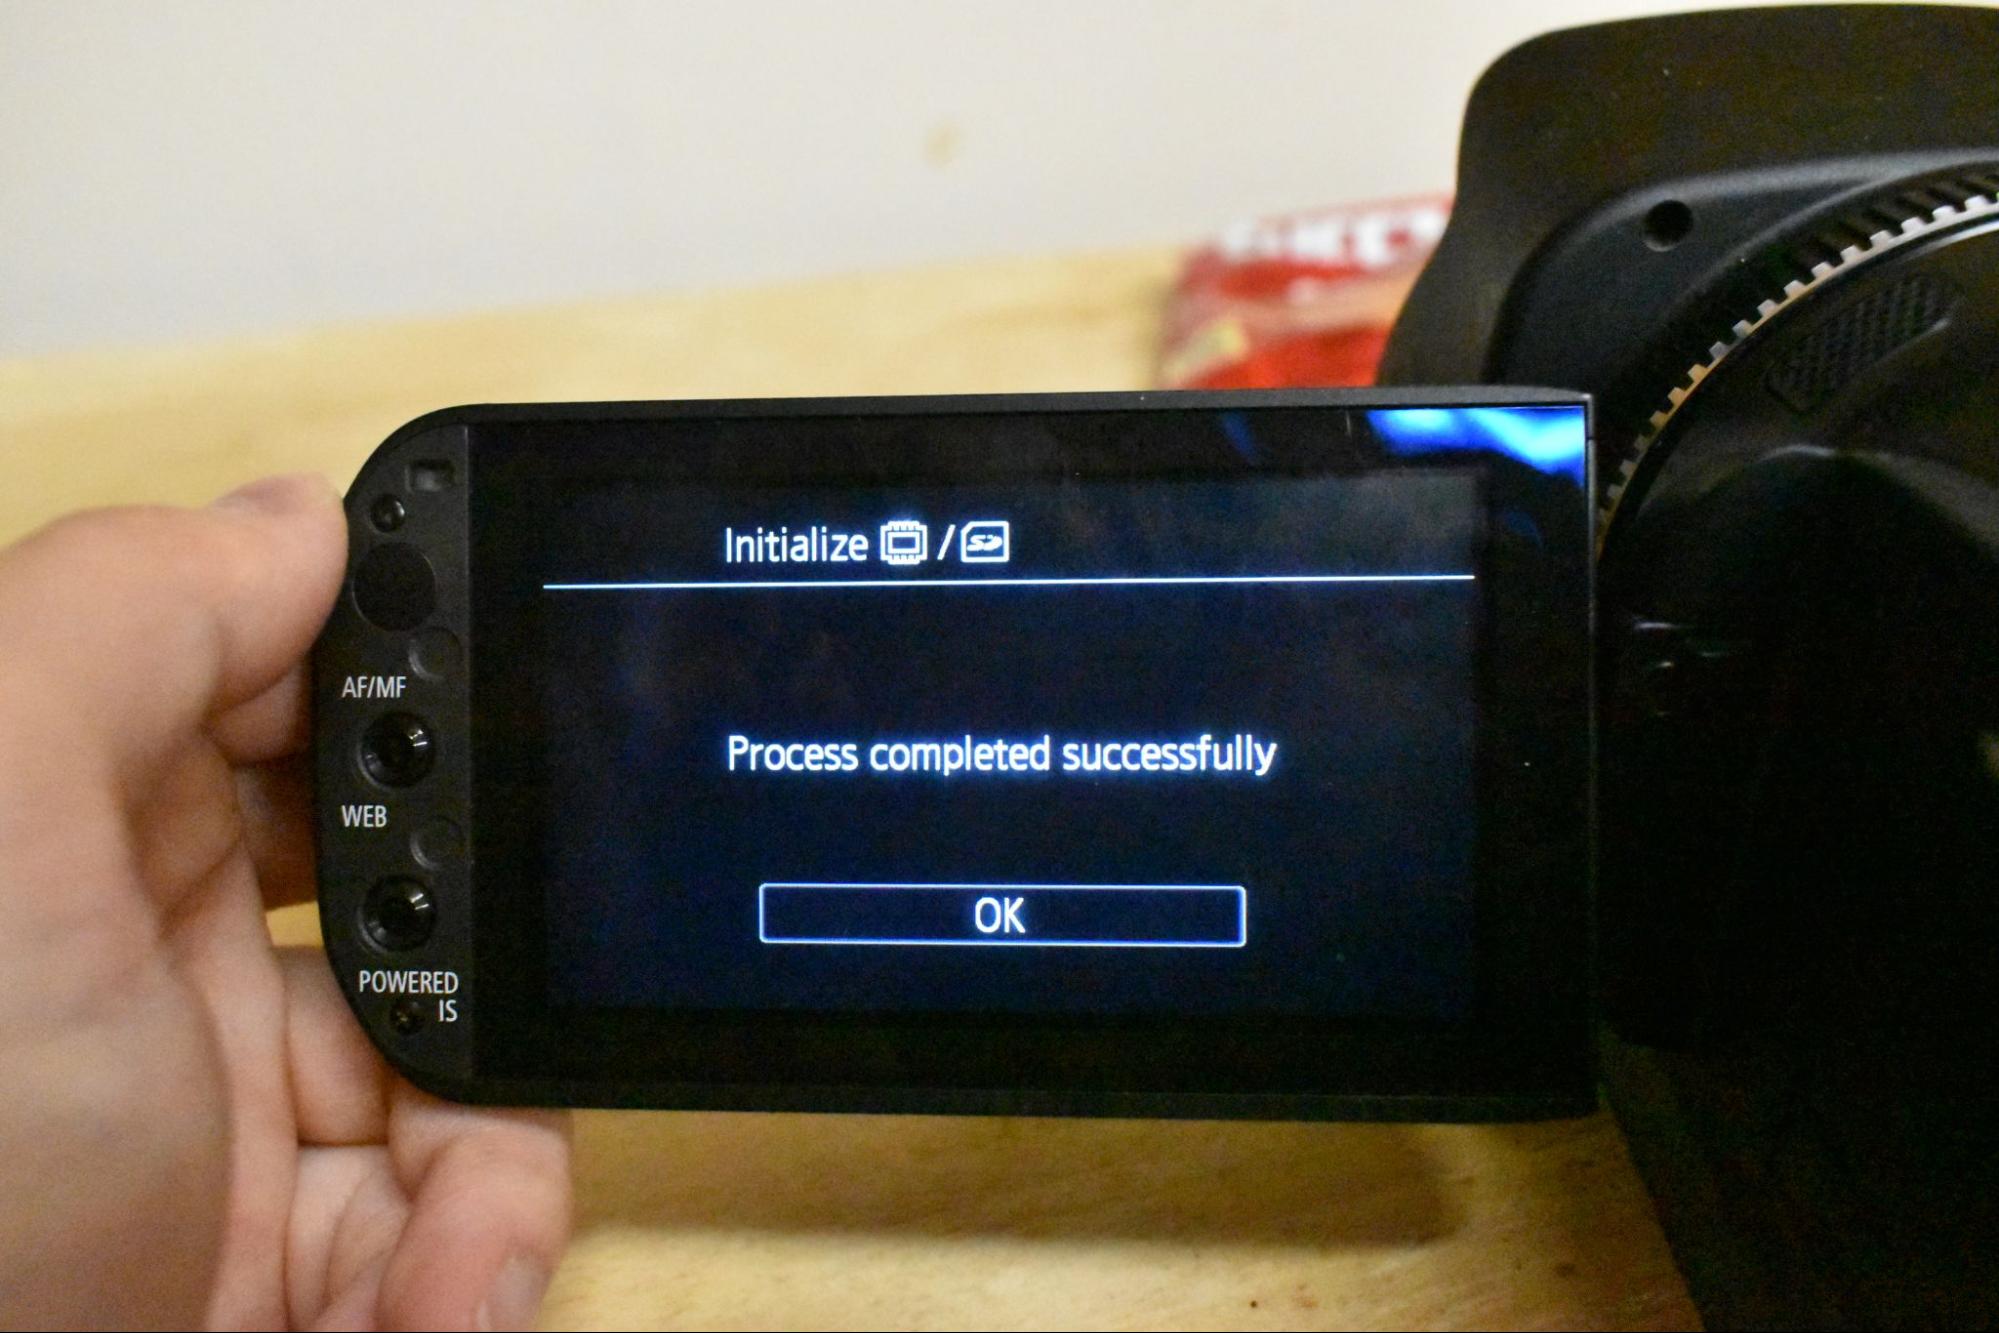 Initialize / SD
Process completed successfully
OK
AF/MF
WEB
POWERED
IS